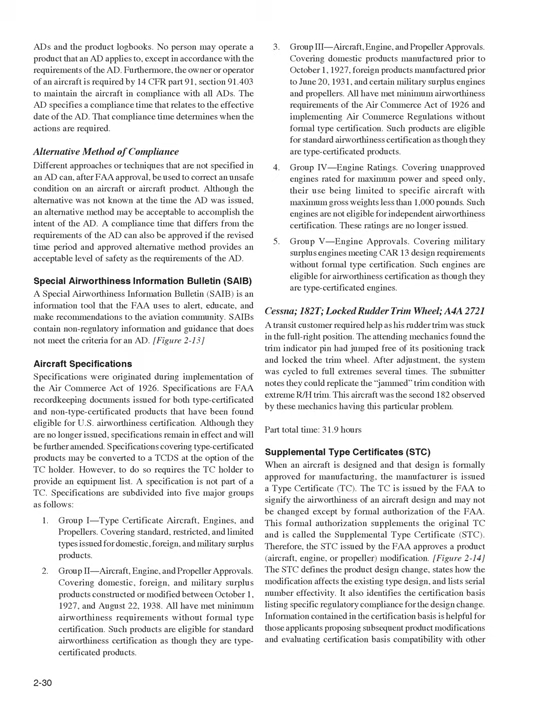 ADs and the product logbooks. No person may operate a
product that an AD applies to, except in accordance with the
requirements of the AD. Furthermore, the owner or operator
of an aircraft is required by 14 CFR part 91, section 91.403
to maintain the aircraft in compliance with all ADs. The
AD specifies a compliance time that relates to the effective
date of the AD. That compliance time determines when the
actions are required.
Alternative Method of Compliance
Different approaches or techniques that are not specified in
an AD can, after FAA approval, be used to correct an unsafe
condition on an aircraft or aircraft product. Although the
alternative was not known at the time the AD was issued,
an alternative method may be acceptable to accomplish the
intent of the AD. A compliance time that differs from the
requirements of the AD can also be approved if the revised
time period and approved alternative method provides an
acceptable level of safety as the requirements of the AD.
Special Airworthiness Information Bulletin (SAIB)
A Special Airworthiness Information Bulletin (SAIB) is an
information tool that the FAA uses to alert, educate, and
make recommendations to the aviation community. SAIBs
contain non-regulatory information and guidance that does
not meet the criteria for an AD. [Figure 2-13]
Aircraft Specifications
Specifications were originated during implementation of
the Air Commerce Act of 1926. Specifications are FAA
recordkeeping documents issued for both type-certificated
and non-type-certificated products that have been found
eligible for U.S. airworthiness certification. Although they
are no longer issued, specifications remain in effect and will
be further amended. Specifications covering type-certificated
products may be converted to a TCDS at the option of the
TC holder. However, to do so requires the TC holder to
provide an equipment list. A specification is not part of a
TC. Specifications are subdivided into five major groups
as follows:
1. Group I—Type Certificate Aircraft, Engines, and
Propellers. Covering standard, restricted, and limited
types issued for domestic, foreign, and military surplus
products.
2. Group II—Aircraft, Engine, and Propeller Approvals.
Covering domestic, foreign, and military surplus
products constructed or modified between October 1,
1927, and August 22, 1938. All have met minimum
airworthiness requirements without formal type
certification. Such products are eligible for standard
airworthiness certification as though they are type-
certificated products.
3. Group III—Aircraft, Engine, and Propeller Approvals.
Covering domestic products manufactured prior to
October 1, 1927, foreign products manufactured prior
to June 20, 1931, and certain military surplus engines
and propellers. All have met minimum airworthiness
requirements of the Air Commerce Act of 1926 and
implementing Air Commerce Regulations without
formal type certification. Such products are eligible
for standard airworthiness certification as though they
are type-certificated products.
4. Group IV—Engine Ratings. Covering unapproved
engines rated for maximum power and speed only,
their use being limited to specific aircraft with
maximum gross weights less than 1,000 pounds. Such
engines are not eligible for independent airworthiness
certification. These ratings are no longer issued.
5. Group V—Engine Approvals. Covering military
surplus engines meeting CAR 13 design requirements
without formal type certification. Such engines are
eligible for airworthiness certification as though they
are type-certificated engines.
Cessna; 182T; Locked Rudder Trim Wheel; A4A 2721
A transit customer required help as his rudder trim was stuck
in the full-right position. The attending mechanics found the
trim indicator pin had jumped free of its positioning track
and locked the trim wheel. After adjustment, the system
was cycled to full extremes several times. The submitter
notes they could replicate the “jammed” trim condition with
extreme R/H trim. This aircraft was the second 182 observed
by these mechanics having this particular problem.
Part total time: 31.9 hours
Supplemental Type Certificates (STC)
When an aircraft is designed and that design is formally
approved for manufacturing, the manufacturer is issued
a Type Certificate (TC). The TC is issued by the FAA to
signify the airworthiness of an aircraft design and may not
be changed except by formal authorization of the FAA.
This formal authorization supplements the original TC
and is called the Supplemental Type Certificate (STC).
Therefore, the STC issued by the FAA approves a product
(aircraft, engine, or propeller) modification. [Figure 2-14]
The STC defines the product design change, states how the
modification affects the existing type design, and lists serial
number effectivity. It also identifies the certification basis
listing specific regulatory compliance for the design change.
Information contained in the certification basis is helpful for
those applicants proposing subsequent product modifications
and evaluating certification basis compatibility with other
2-30